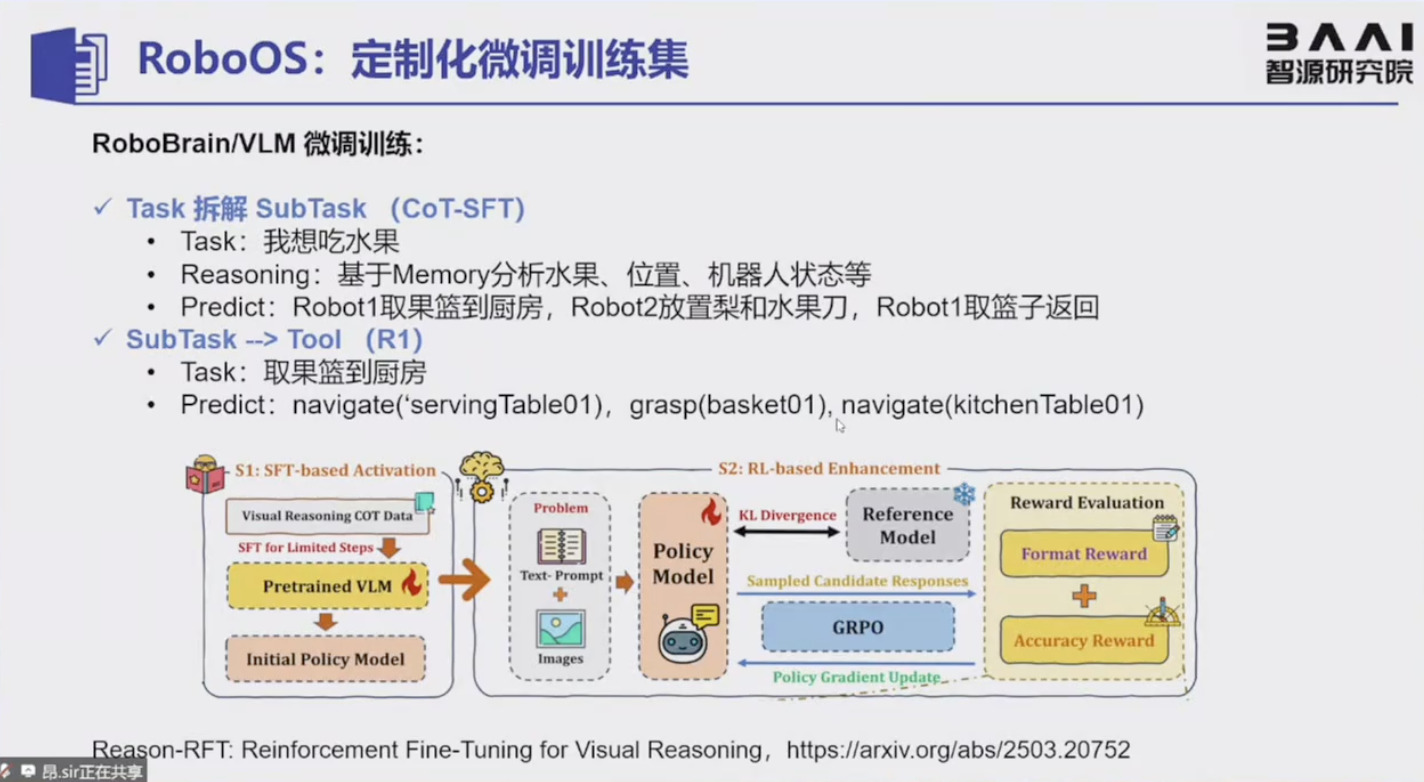 RoboOS：定制化微调训练集
BAAI
智源研究院
RoboBrain/VLM 微调训练：
✓ Task 拆解 SubTask （CoT-SFT）
• Task：我想吃水果
• Reasoning：基于Memory分析水果、位置、机器人状态等
• Predict：Robot1取果篮到厨房，Robot2放置梨和水果刀，Robot1取篮子返回
✓ SubTask --> Tool （R1）
• Task：取果篮到厨房
• Predict：navigate(‘servingTable01)，grasp(basket01), navigate(kitchenTable01)
S1: SFT-based Activation
Visual Reasoning COT Data
SFT for Limited Steps
Pretrained VLM
Initial Policy Model
S2: RL-based Enhancement
Problem
Text- Prompt
+
Images
Policy
Model
KL Divergence
Reference
Model
Sampled Candidate Responses
GRPO
Policy Gradient Update
Reward Evaluation
Format Reward
+
Accuracy Reward
Reason-RFT: Reinforcement Fine-Tuning for Visual Reasoning，https://arxiv.org/abs/2503.20752
昂.sir正在共享